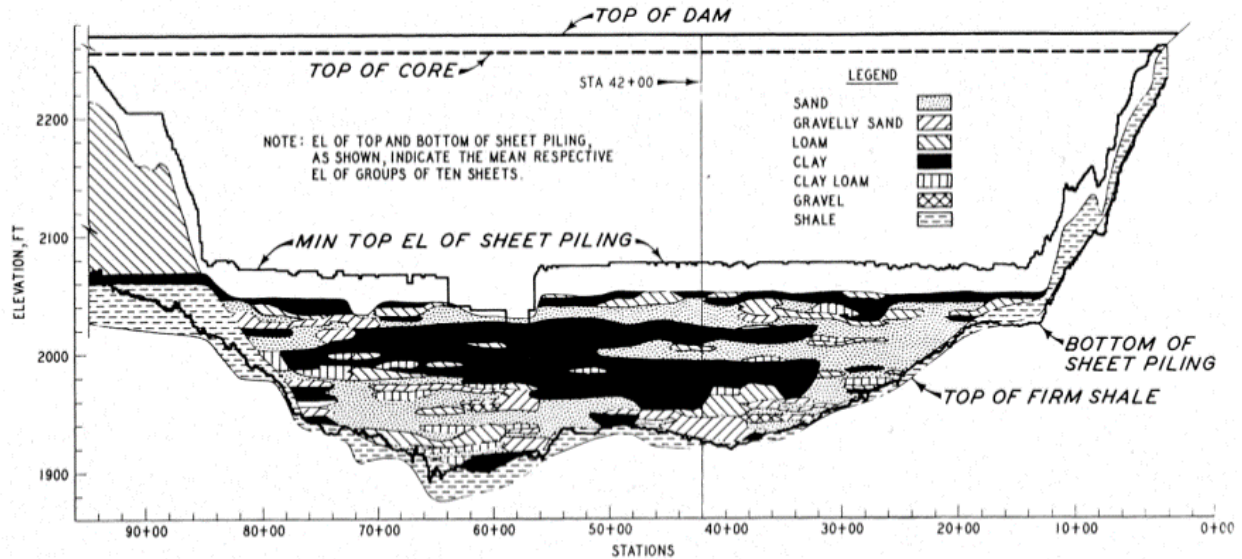 TOP OF DAM
TOP OF CORE
STA 42+00
LEGEND
SAND
GRAVELLY SAND
LOAM
CLAY
CLAY LOAM
GRAVEL
SHALE
NOTE: EL OF TOP AND BOTTOM OF SHEET PILING,
AS SHOWN, INDICATE THE MEAN RESPECTIVE
EL OF GROUPS OF TEN SHEETS.
MIN TOP EL OF SHEET PILING
BOTTOM OF
SHEET PILING
TOP OF FIRM SHALE
ELEVATION, FT
2200
2100
2000
1900
90+00 80+00 70+00 60+00 50+00 40+00 30+00 20+00 10+00 0+00
STATIONS